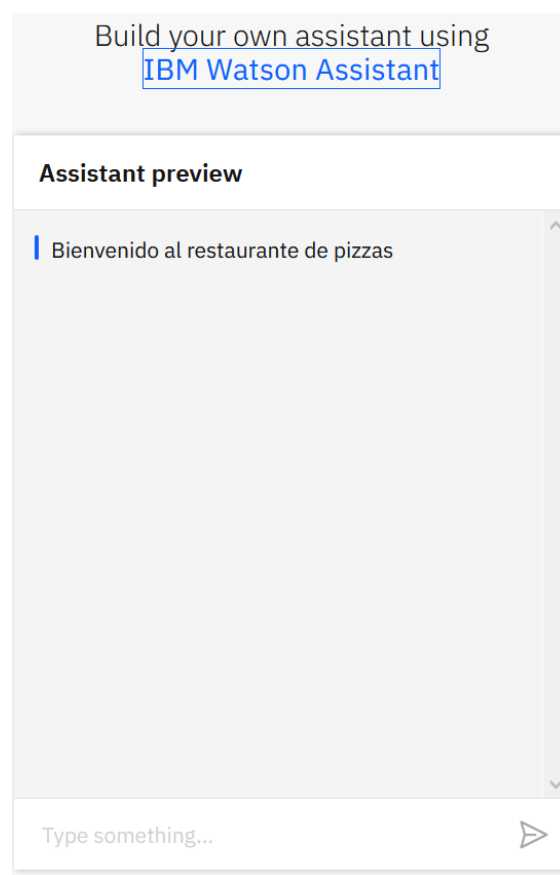 Build your own assistant using
IBM Watson Assistant
Assistant preview
Bienvenido al restaurante de pizzas
Type something...